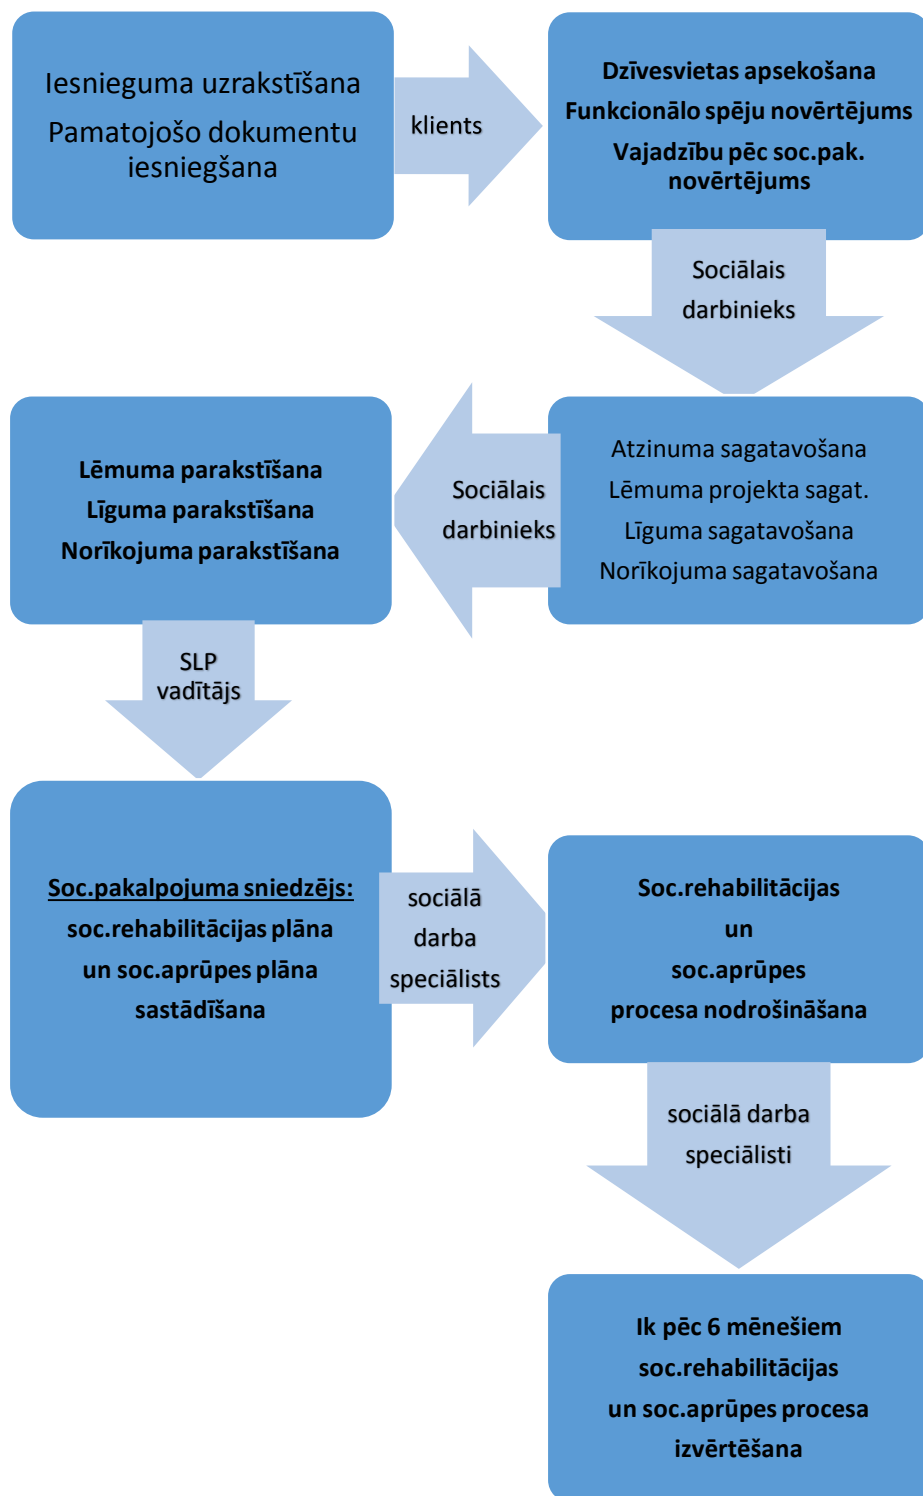 Iesnieguma uzrakstīšana
Pamatojošo dokumentu
iesniegšana
klients
Dzīvesvietas apsekošana
Funkcionālo spēju novērtējums
Vajadzību pēc soc.pak.
novērtējums
Sociālais
darbinieks
Atzinuma sagatavošana
Lēmuma projekta sagat.
Līguma sagatavošana
Norīkojuma sagatavošana
Sociālais
darbinieks
Lēmuma parakstīšana
Līguma parakstīšana
Norīkojuma parakstīšana
SLP
vadītājs
Soc.pakalpojuma sniedzējs:
soc.rehabilitācijas plāna
un soc.aprūpes plāna
sastādīšana
sociālā
darba
speciālists
Soc.rehabilitācijas
un
soc.aprūpes
procesa nodrošināšana
sociālā darba
speciālisti
Ik pēc 6 mēnešiem
soc.rehabilitācijas
un soc.aprūpes procesa
izvērtēšana